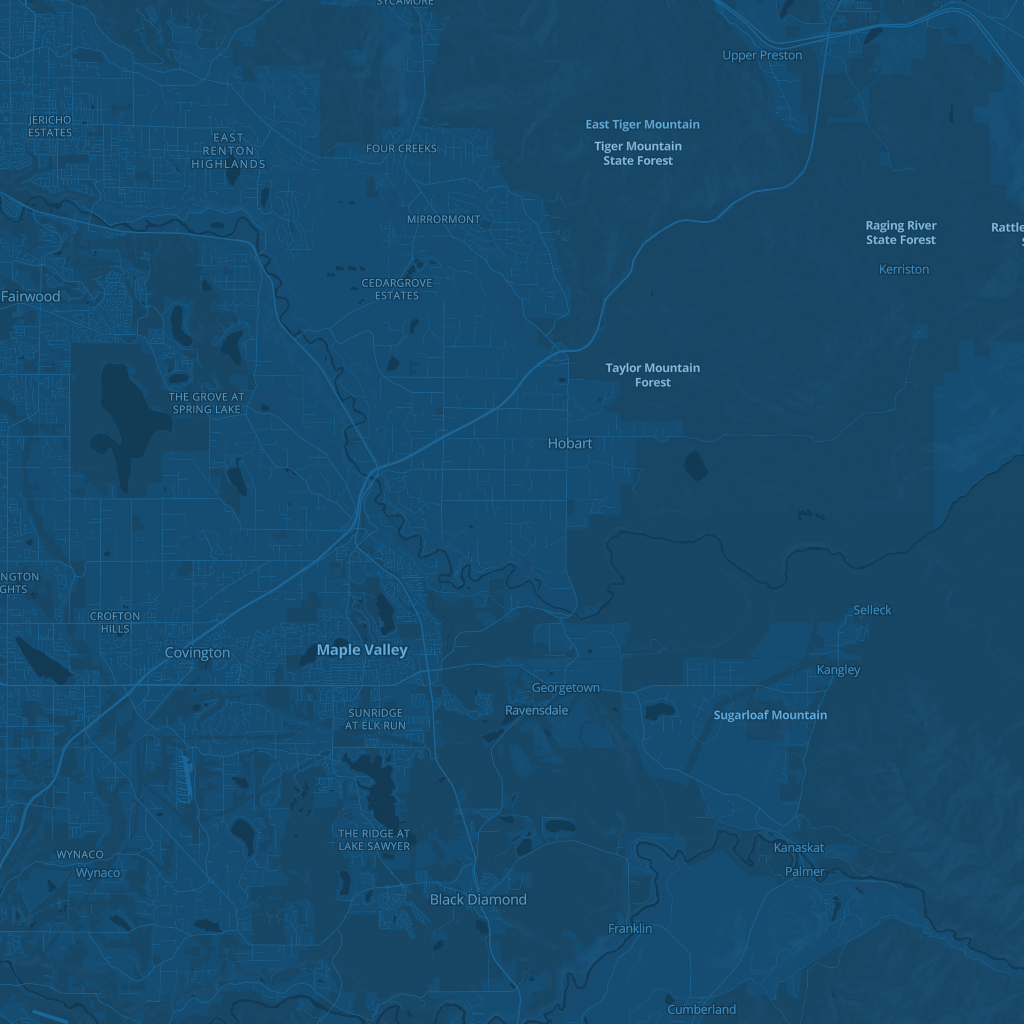 SYCAMORE
Upper Preston
JERICHO
ESTATES
East Tiger Mountain
EAST
RENTON
HIGHLANDS
FOUR CREEKS
Tiger Mountain
State Forest
MIRRORMONT
Raging River
State Forest
Rattle
S
Kerriston
CEDARGROVE
ESTATES
Fairwood
Taylor Mountain
Forest
THE GROVE AT
SPRING LAKE
Hobart
NGTON
GHTS
CROFTON
HILLS
Selleck
Covington
Maple Valley
Kangley
Georgetown
Ravensdale
SUNRIDGE
AT ELK RUN
Sugarloaf Mountain
THE RIDGE AT
LAKE SAWYER
WYNACO
Wynaco
Kanaskat
Palmer
Black Diamond
Franklin
Cumberland